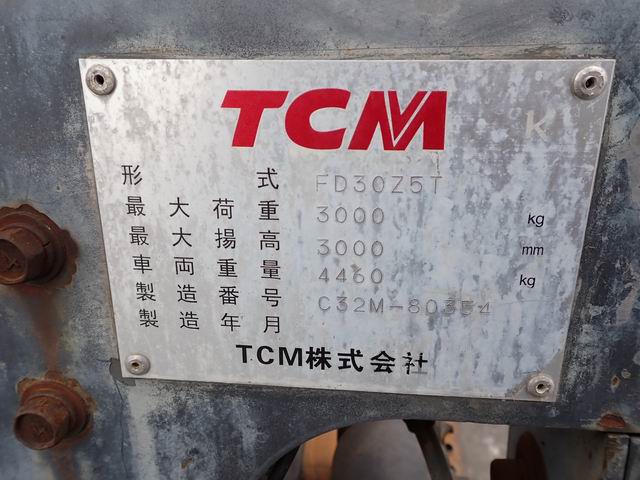 TCM
K
形式 FD30Z5T
最大荷重 3000 kg
最大揚高 3000 mm
車両重量 4460 kg
製造番号 C32M-80354
製造年月
TCM株式会社